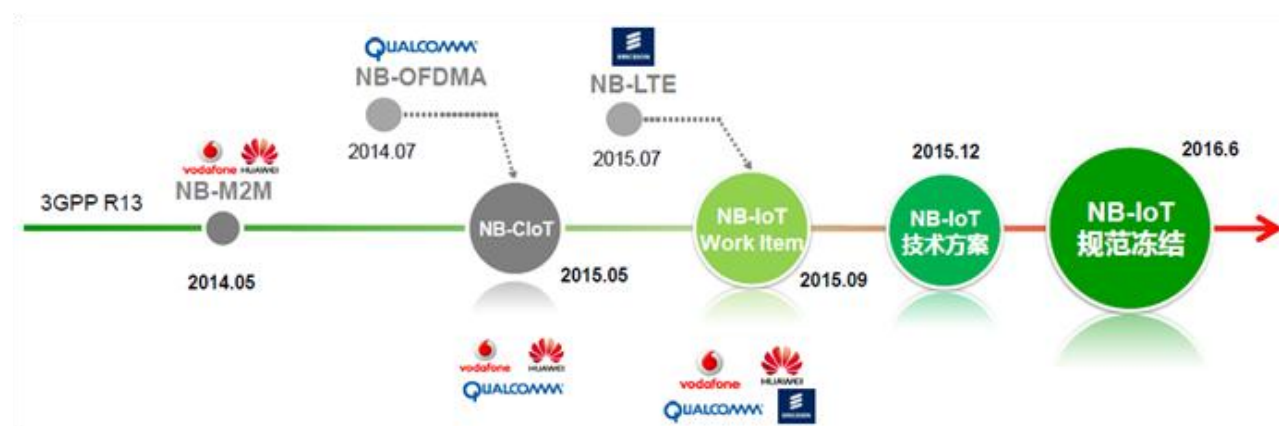 QUALCOMM
NB-OFDMA
2014.07
ERICSSON
NB-LTE
2015.07
vodafone HUAWEI
NB-M2M
3GPP R13
2014.05
NB-CIoT
2015.05
NB-IoT
Work Item
2015.09
2015.12
NB-IoT
技术方案
2016.6
NB-IoT
规范冻结
vodafone HUAWEI
QUALCOMM
vodafone HUAWEI
QUALCOMM ERICSSON